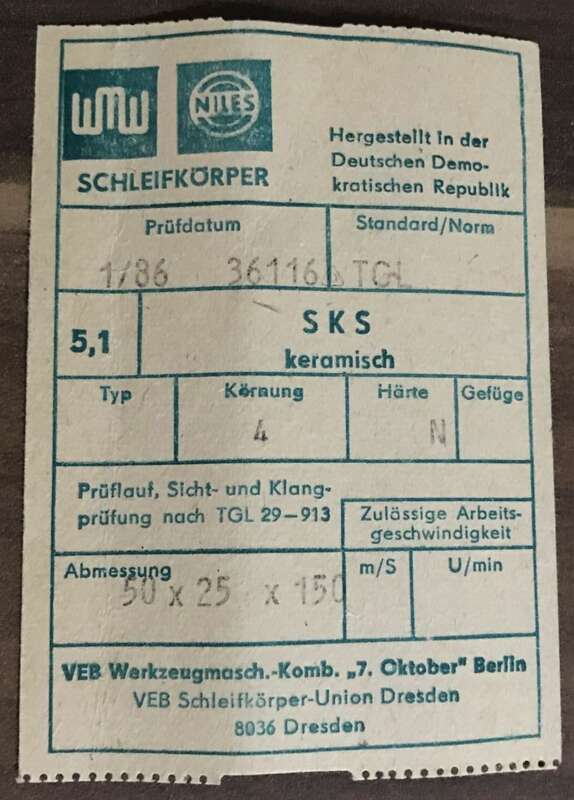 WMW NILES
SCHLEIFKÖRPER
Hergestellt in der
Deutschen Demo-
kratischen Republik
Prüfdatum Standard/Norm
1/86 36116 TGL
5,1 SKS
keramisch
Typ Körnung Härte Gefüge
4 N
Prüflauf, Sicht- und Klang-
prüfung nach TGL 29–913
Zulässige Arbeits-
geschwindigkeit
Abmessung m/S U/min
50 x 25 x 150
VEB Werkzeugmasch.-Komb. „7. Oktober" Berlin
VEB Schleifkörper-Union Dresden
8036 Dresden